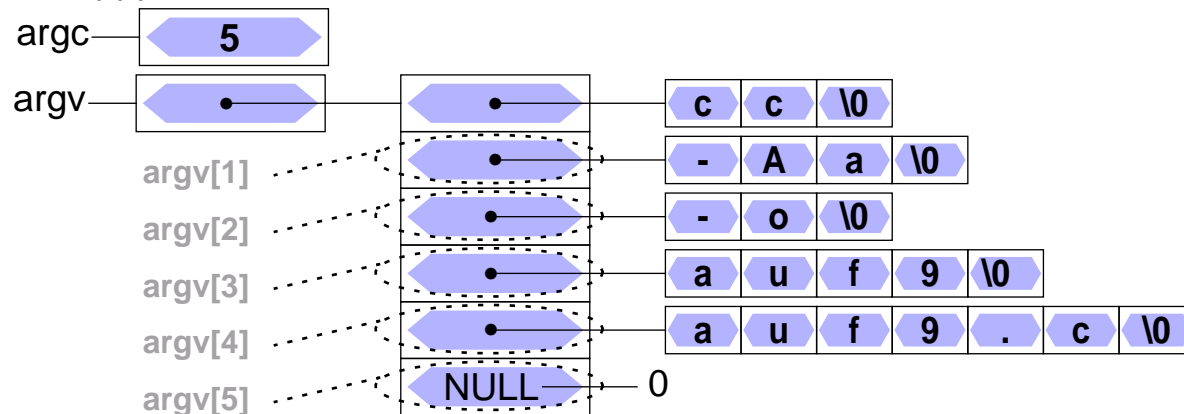 argc 5
argv c c \0
argv[1] - A a \0
argv[2] - o \0
argv[3] a u f 9 \0
argv[4] a u f 9 . c \0
argv[5] NULL 0